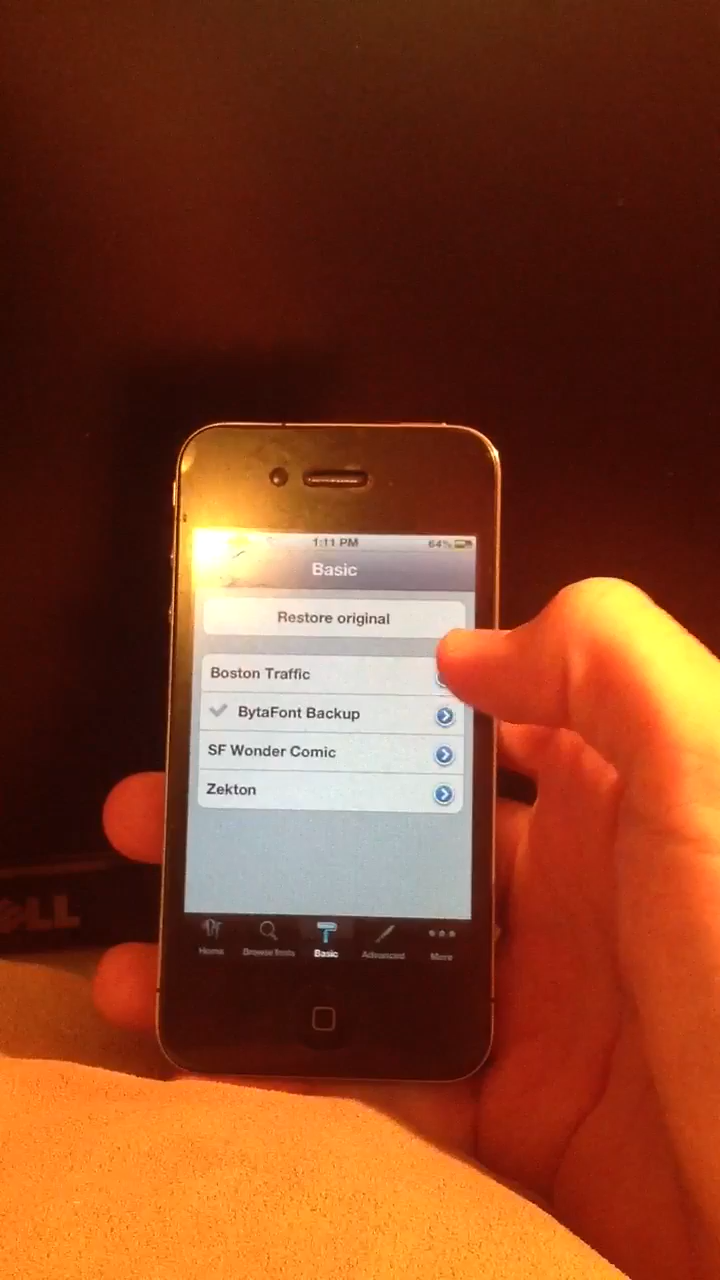 1:11 PM 64%
Basic
Restore original
Boston Traffic
BytaFont Backup
SF Wonder Comic
Zekton
Home Browse fonts Basic Advanced More
ELL